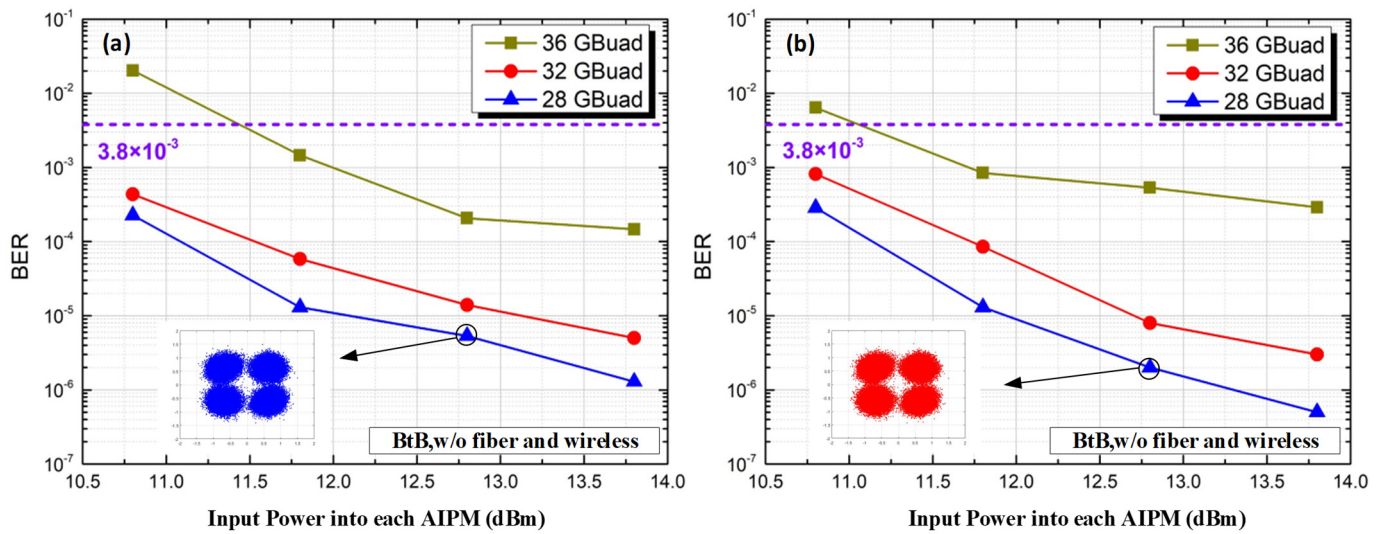 (a)
36 GBuad
32 GBuad
28 GBuad
3.8×10⁻³
BER
10⁻¹
10⁻²
10⁻³
10⁻⁴
10⁻⁵
10⁻⁶
10⁻⁷
BtB,w/o fiber and wireless
10.5 11.0 11.5 12.0 12.5 13.0 13.5 14.0
Input Power into each AIPM (dBm)
(b)
36 GBuad
32 GBuad
28 GBuad
3.8×10⁻³
BER
10⁻¹
10⁻²
10⁻³
10⁻⁴
10⁻⁵
10⁻⁶
10⁻⁷
BtB,w/o fiber and wireless
10.5 11.0 11.5 12.0 12.5 13.0 13.5 14.0
Input Power into each AIPM (dBm)